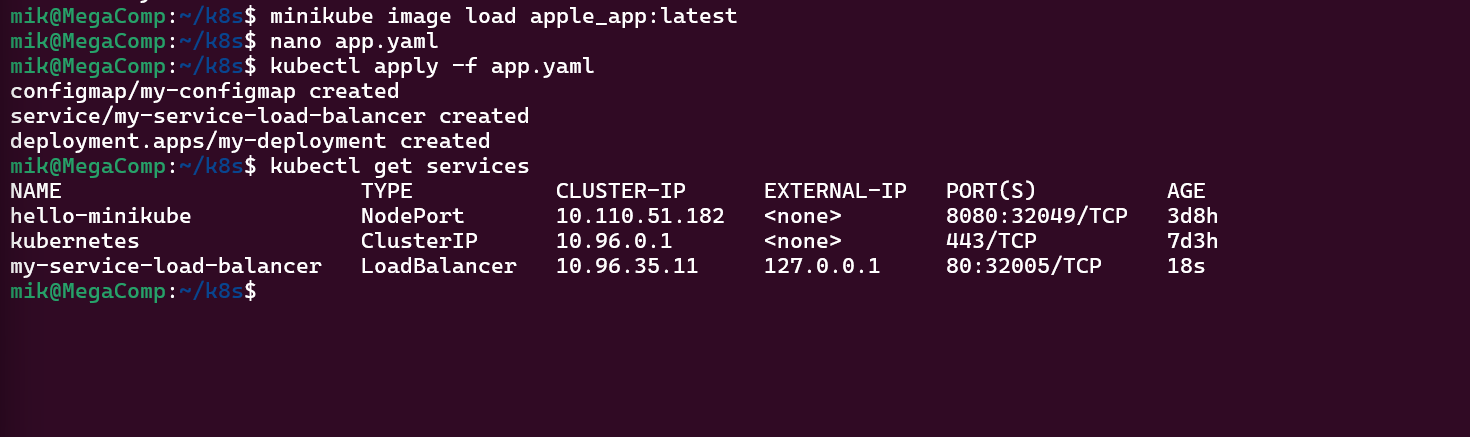 mik@MegaComp:~/k8s$ minikube image load apple_app:latest
mik@MegaComp:~/k8s$ nano app.yaml
mik@MegaComp:~/k8s$ kubectl apply -f app.yaml
configmap/my-configmap created
service/my-service-load-balancer created
deployment.apps/my-deployment created
mik@MegaComp:~/k8s$ kubectl get services
NAME                       TYPE           CLUSTER-IP      EXTERNAL-IP   PORT(S)          AGE
hello-minikube             NodePort       10.110.51.182   <none>        8080:32049/TCP   3d8h
kubernetes                 ClusterIP      10.96.0.1       <none>        443/TCP          7d3h
my-service-load-balancer   LoadBalancer   10.96.35.11     127.0.0.1     80:32005/TCP     18s
mik@MegaComp:~/k8s$